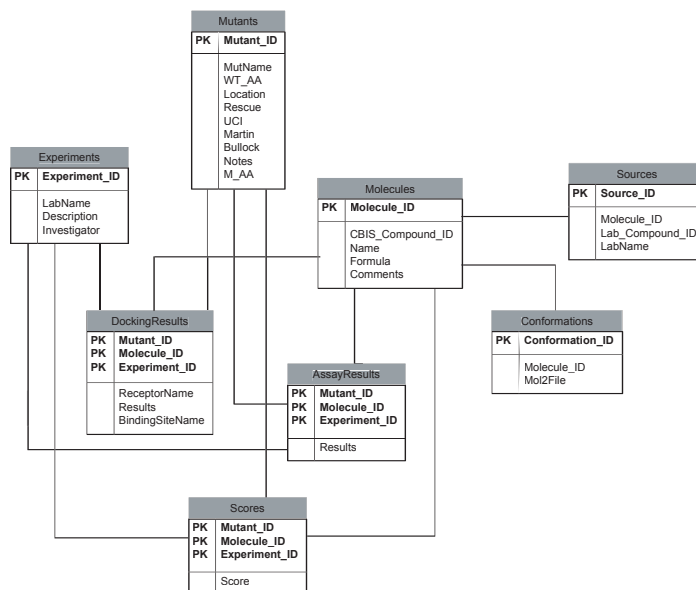 Mutants
PK Mutant_ID
MutName
WT_AA
Location
Rescue
UCI
Martin
Bullock
Notes
M_AA
Experiments
PK Experiment_ID
LabName
Description
Investigator
Molecules
PK Molecule_ID
CBIS_Compound_ID
Name
Formula
Comments
Sources
PK Source_ID
Molecule_ID
Lab_Compound_ID
LabName
DockingResults
PK Mutant_ID
PK Molecule_ID
PK Experiment_ID
ReceptorName
Results
BindingSiteName
Conformations
PK Conformation_ID
Molecule_ID
Mol2File
AssayResults
PK Mutant_ID
PK Molecule_ID
PK Experiment_ID
Results
Scores
PK Mutant_ID
PK Molecule_ID
PK Experiment_ID
Score